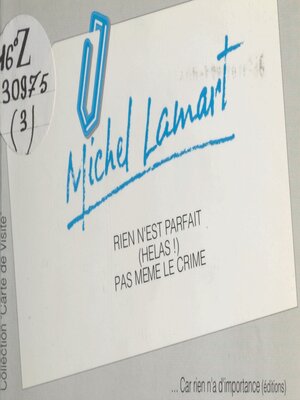 16° Z
30975
(3)
Michel Lamart
RIEN N'EST PARFAIT
(HELAS !)
PAS MEME LE CRIME
Collection "Carte de Visite"
... Car rien n'a d'importance (éditions)